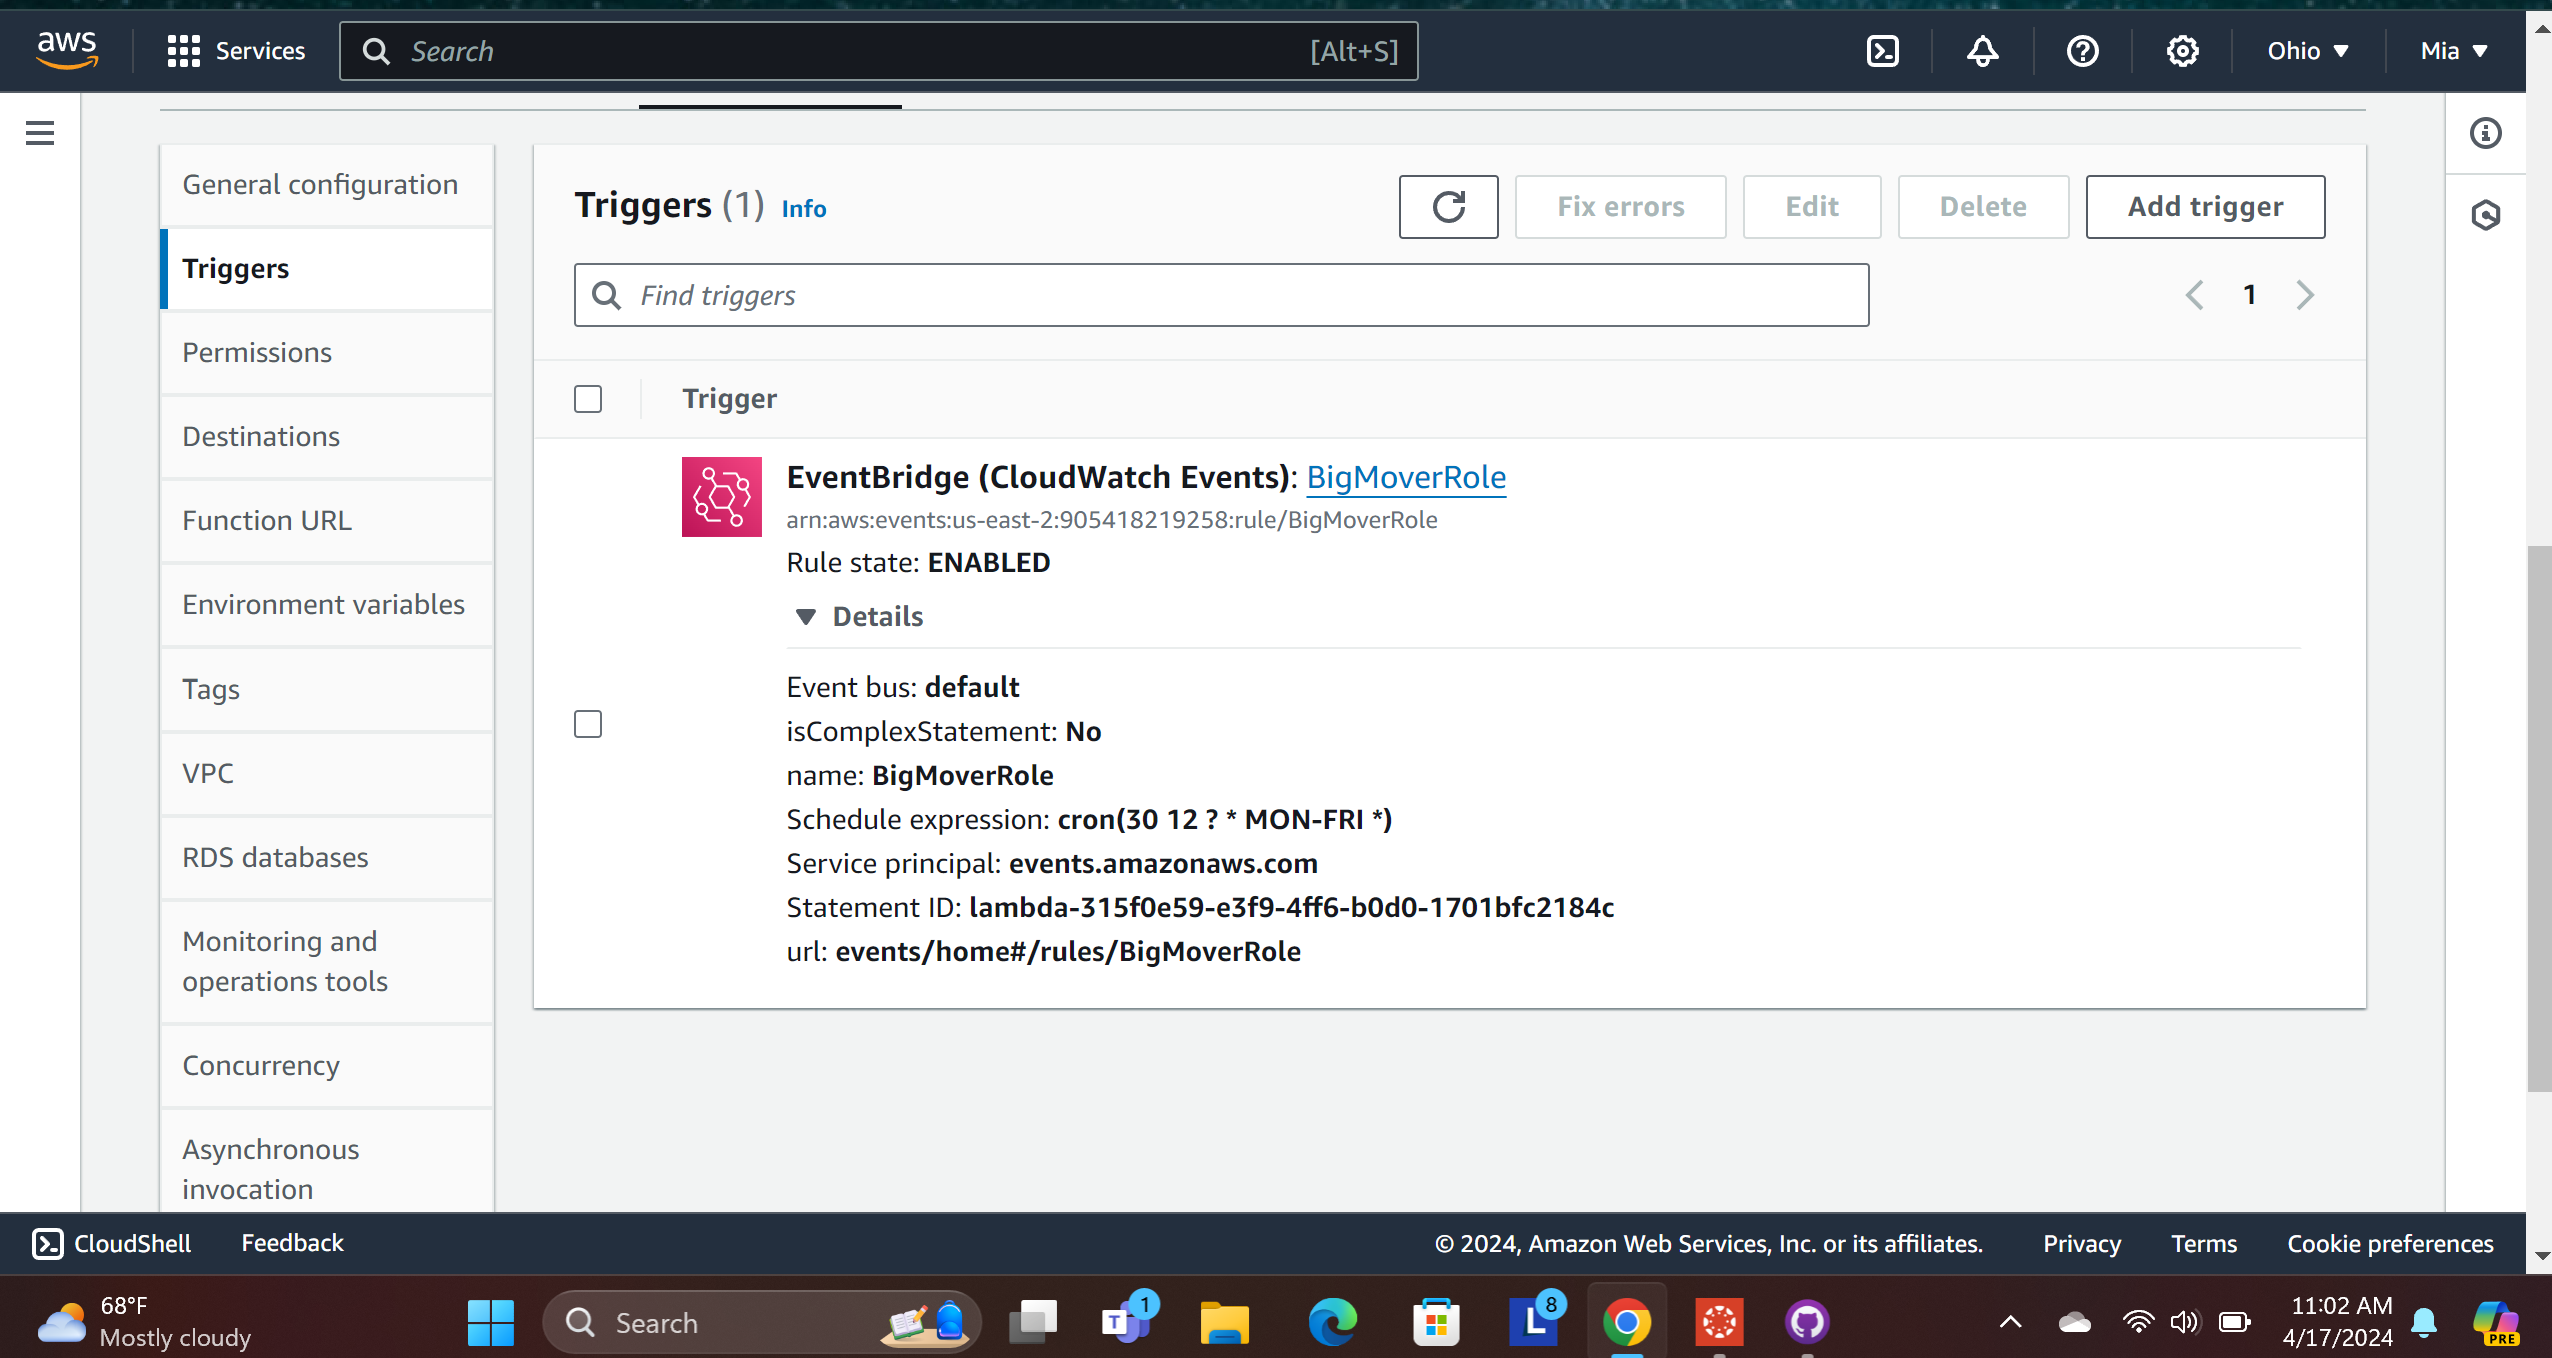 aws
Services
Search
[Alt+S]
Ohio
Mia
General configuration
Triggers
Permissions
Destinations
Function URL
Environment variables
Tags
VPC
RDS databases
Monitoring and
operations tools
Concurrency
Asynchronous
invocation
Triggers (1) Info
Fix errors
Edit
Delete
Add trigger
Find triggers
1
Trigger
EventBridge (CloudWatch Events): BigMoverRole
arn:aws:events:us-east-2:905418219258:rule/BigMoverRole
Rule state: ENABLED
Details
Event bus: default
isComplexStatement: No
name: BigMoverRole
Schedule expression: cron(30 12 ? * MON-FRI *)
Service principal: events.amazonaws.com
Statement ID: lambda-315f0e59-e3f9-4ff6-b0d0-1701bfc2184c
url: events/home#/rules/BigMoverRole
CloudShell
Feedback
© 2024, Amazon Web Services, Inc. or its affiliates.
Privacy
Terms
Cookie preferences
68°F
Mostly cloudy
Search
T
1
L
8
11:02 AM
4/17/2024
PRE